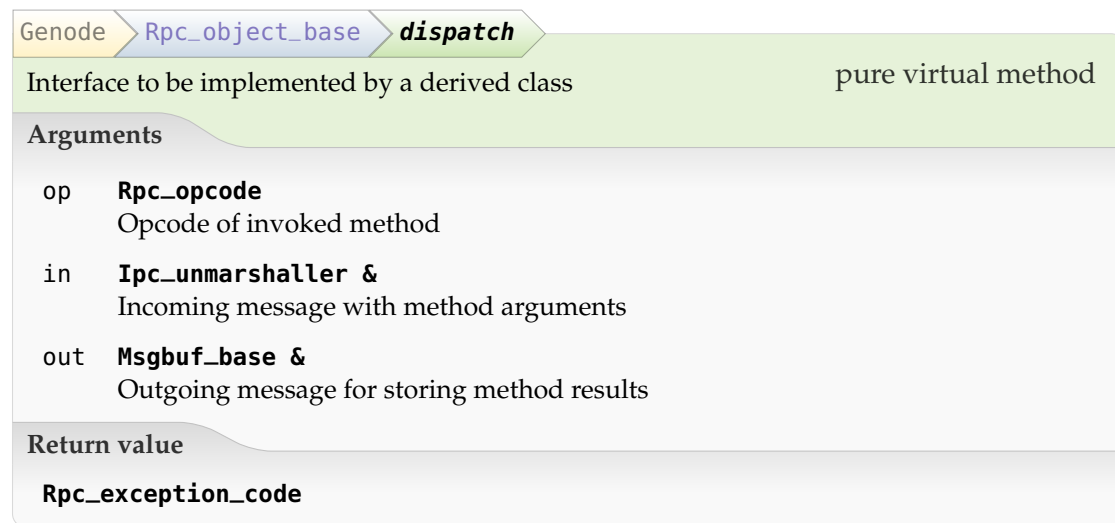 Genode Rpc_object_base dispatch
Interface to be implemented by a derived class pure virtual method
Arguments
op Rpc_opcode
Opcode of invoked method
in Ipc_unmarshaller &
Incoming message with method arguments
out Msgbuf_base &
Outgoing message for storing method results
Return value
Rpc_exception_code